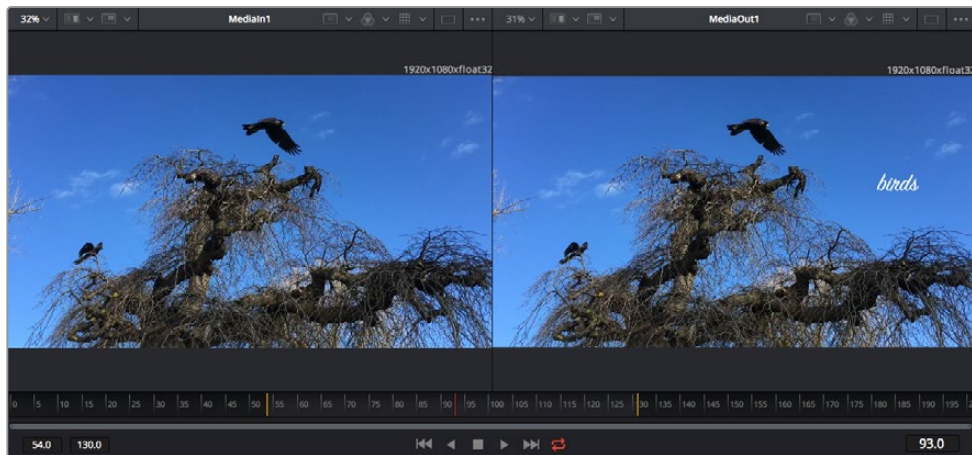 32% MediaIn1 31% MediaOut1
1920x1080xfloat32 1920x1080xfloat32
birds
0 5 10 15 20 25 30 35 40 45 50 55 60 65 70 75 80 85 90 95 100 105 110 115 120 125 130 135 140 145 150 155 160 165 170 175 180 185 190 195
54.0 130.0 93.0